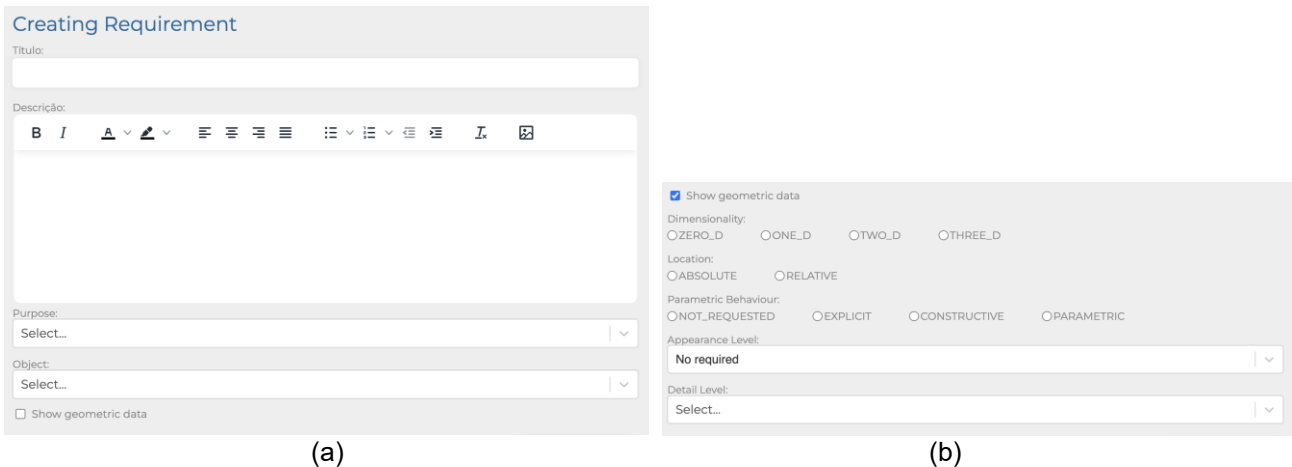 Creating Requirement
Título:
Descrição:
B I A
Purpose:
Select...
Object:
Select...
Show geometric data
(a)
Show geometric data
Dimensionality:
ZERO_D ONE_D TWO_D THREE_D
Location:
ABSOLUTE RELATIVE
Parametric Behaviour:
NOT_REQUESTED EXPLICIT CONSTRUCTIVE PARAMETRIC
Appearance Level:
No required
Detail Level:
Select...
(b)